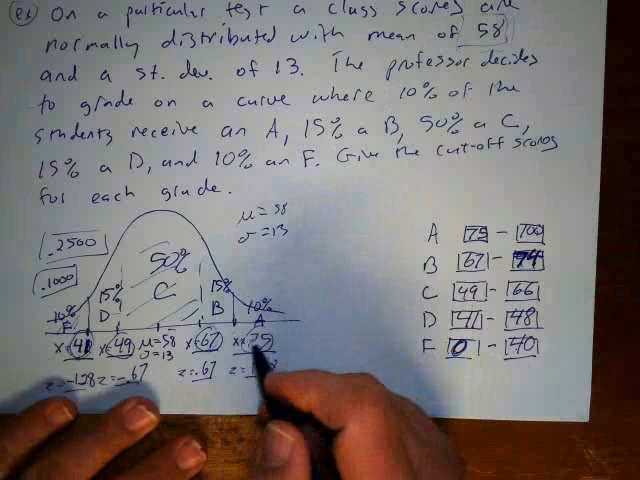 ex) On a particular test a class scores are
normally distributed with mean of 58
and a st. dev. of 13. The professor decides
to grade on a curve where 10% of the
students receive an A, 15% a B, 50% a C,
15% a D, and 10% an F. Give the cut-off scores
for each grade.
μ = 58
σ = 13
.2500
.1000
50%
C
15%
D
15%
B
10%
F
10%
A
x=41 x=49 μ=58 x=67 x=75
σ=13
z=-1.28 z=-.67 z=.67 z=
A 75 - 100
B 67 - 74
C 49 - 66
D 41 - 48
F 0 - 40